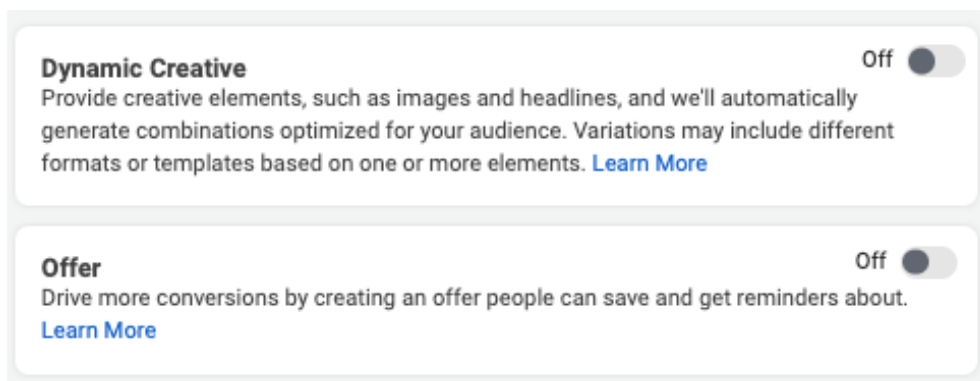 Dynamic Creative
Off
Provide creative elements, such as images and headlines, and we'll automatically
generate combinations optimized for your audience. Variations may include different
formats or templates based on one or more elements. Learn More
Offer
Off
Drive more conversions by creating an offer people can save and get reminders about.
Learn More